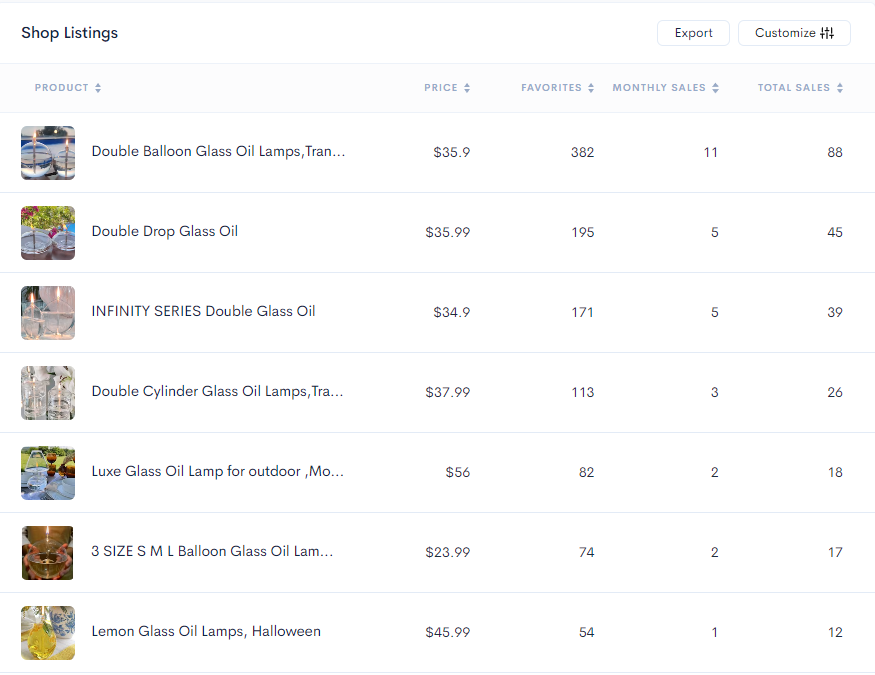 Shop Listings Export Customize
PRODUCT PRICE FAVORITES MONTHLY SALES TOTAL SALES
Double Balloon Glass Oil Lamps,Tran... $35.9 382 11 88
Double Drop Glass Oil $35.99 195 5 45
INFINITY SERIES Double Glass Oil $34.9 171 5 39
Double Cylinder Glass Oil Lamps,Tra... $37.99 113 3 26
Luxe Glass Oil Lamp for outdoor ,Mo... $56 82 2 18
3 SIZE S M L Balloon Glass Oil Lam... $23.99 74 2 17
Lemon Glass Oil Lamps, Halloween $45.99 54 1 12